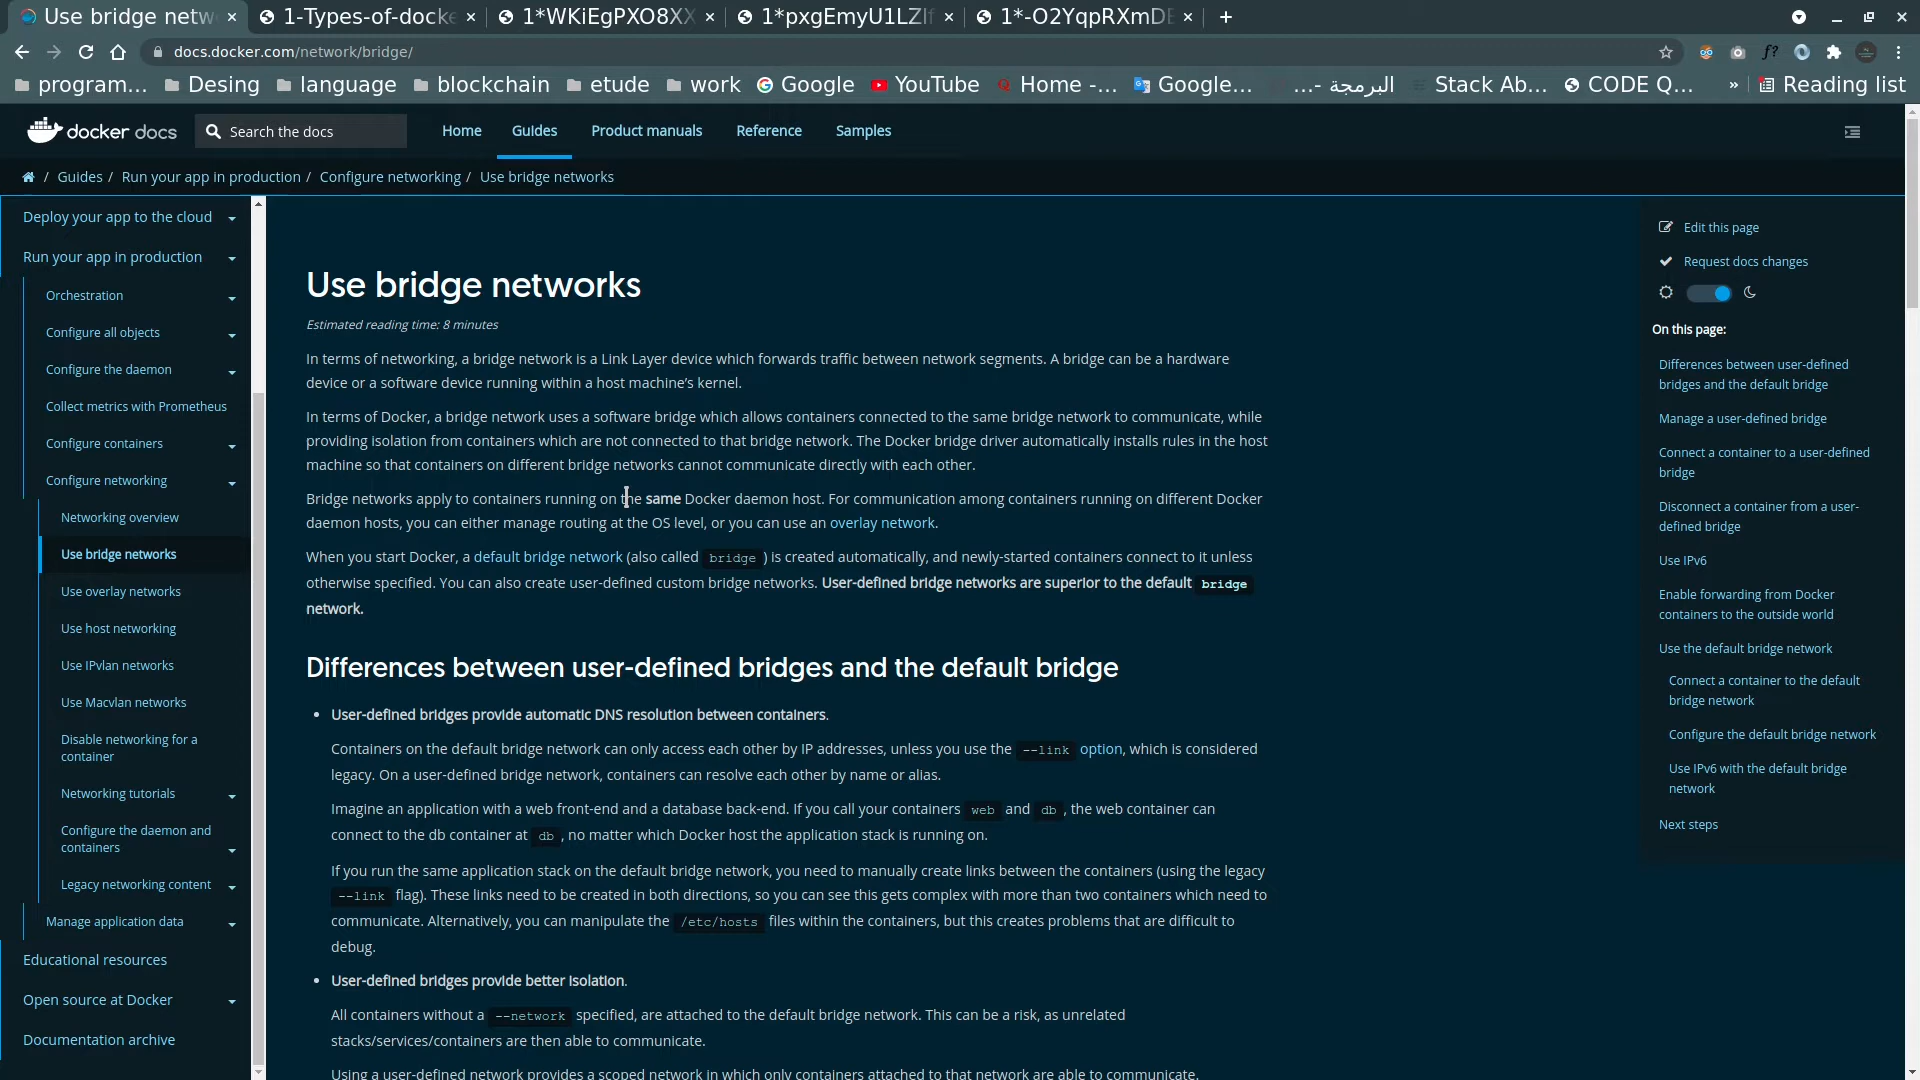 Use bridge netw
1-Types-of-docke
1*WKiEgPXO8XX
1*pxgEmyU1LZIf
1*-O2YqpRXmDE
docs.docker.com/network/bridge/
program... Desing language blockchain etude work Google YouTube Home -... Google... البرمجة -... Stack Ab... CODE Q... » Reading list
docker docs
Search the docs
Home Guides Product manuals Reference Samples
/ Guides / Run your app in production / Configure networking / Use bridge networks
Deploy your app to the cloud
Run your app in production
Orchestration
Configure all objects
Configure the daemon
Collect metrics with Prometheus
Configure containers
Configure networking
Networking overview
Use bridge networks
Use overlay networks
Use host networking
Use IPvlan networks
Use Macvlan networks
Disable networking for a
container
Networking tutorials
Configure the daemon and
containers
Legacy networking content
Manage application data
Educational resources
Open source at Docker
Documentation archive
Use bridge networks
Estimated reading time: 8 minutes
In terms of networking, a bridge network is a Link Layer device which forwards traffic between network segments. A bridge can be a hardware
device or a software device running within a host machine's kernel.
In terms of Docker, a bridge network uses a software bridge which allows containers connected to the same bridge network to communicate, while
providing isolation from containers which are not connected to that bridge network. The Docker bridge driver automatically installs rules in the host
machine so that containers on different bridge networks cannot communicate directly with each other.
Bridge networks apply to containers running on the same Docker daemon host. For communication among containers running on different Docker
daemon hosts, you can either manage routing at the OS level, or you can use an overlay network.
When you start Docker, a default bridge network (also called bridge) is created automatically, and newly-started containers connect to it unless
otherwise specified. You can also create user-defined custom bridge networks. User-defined bridge networks are superior to the default bridge
network.
Differences between user-defined bridges and the default bridge
• User-defined bridges provide automatic DNS resolution between containers.
Containers on the default bridge network can only access each other by IP addresses, unless you use the --link option, which is considered
legacy. On a user-defined bridge network, containers can resolve each other by name or alias.
Imagine an application with a web front-end and a database back-end. If you call your containers web and db, the web container can
connect to the db container at db, no matter which Docker host the application stack is running on.
If you run the same application stack on the default bridge network, you need to manually create links between the containers (using the legacy
--link flag). These links need to be created in both directions, so you can see this gets complex with more than two containers which need to
communicate. Alternatively, you can manipulate the /etc/hosts files within the containers, but this creates problems that are difficult to
debug.
• User-defined bridges provide better isolation.
All containers without a --network specified, are attached to the default bridge network. This can be a risk, as unrelated
stacks/services/containers are then able to communicate.
Using a user-defined network provides a scoped network in which only containers attached to that network are able to communicate.
Edit this page
Request docs changes
On this page:
Differences between user-defined
bridges and the default bridge
Manage a user-defined bridge
Connect a container to a user-defined
bridge
Disconnect a container from a user-
defined bridge
Use IPv6
Enable forwarding from Docker
containers to the outside world
Use the default bridge network
Connect a container to the default
bridge network
Configure the default bridge network
Use IPv6 with the default bridge
network
Next steps